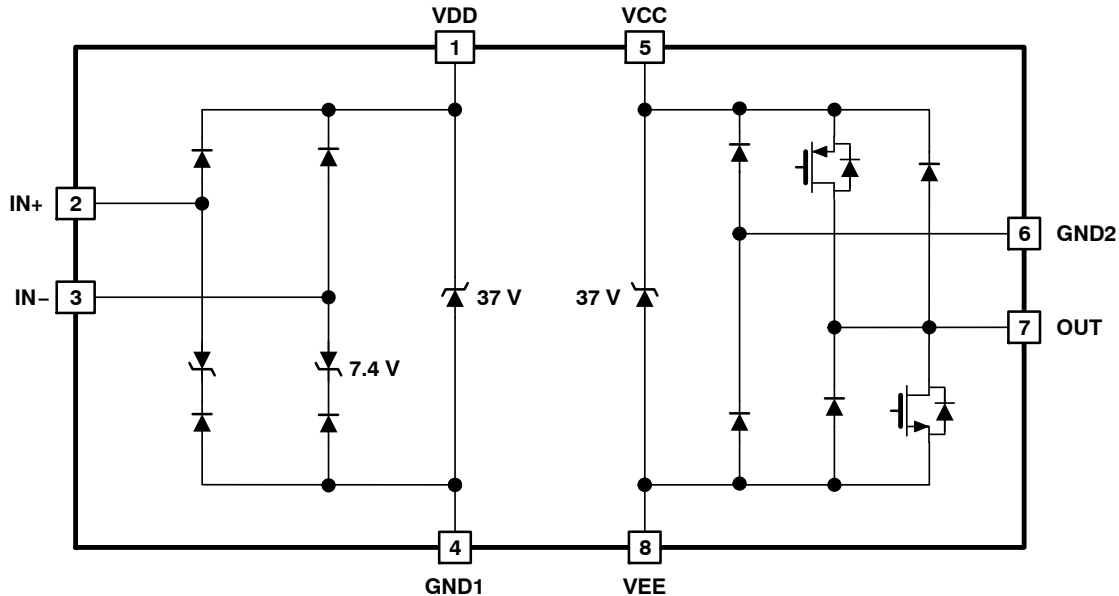 VDD
VCC
1
5
2
IN+
6
GND2
3
IN−
37 V
37 V
7
OUT
7.4 V
4
8
GND1
VEE